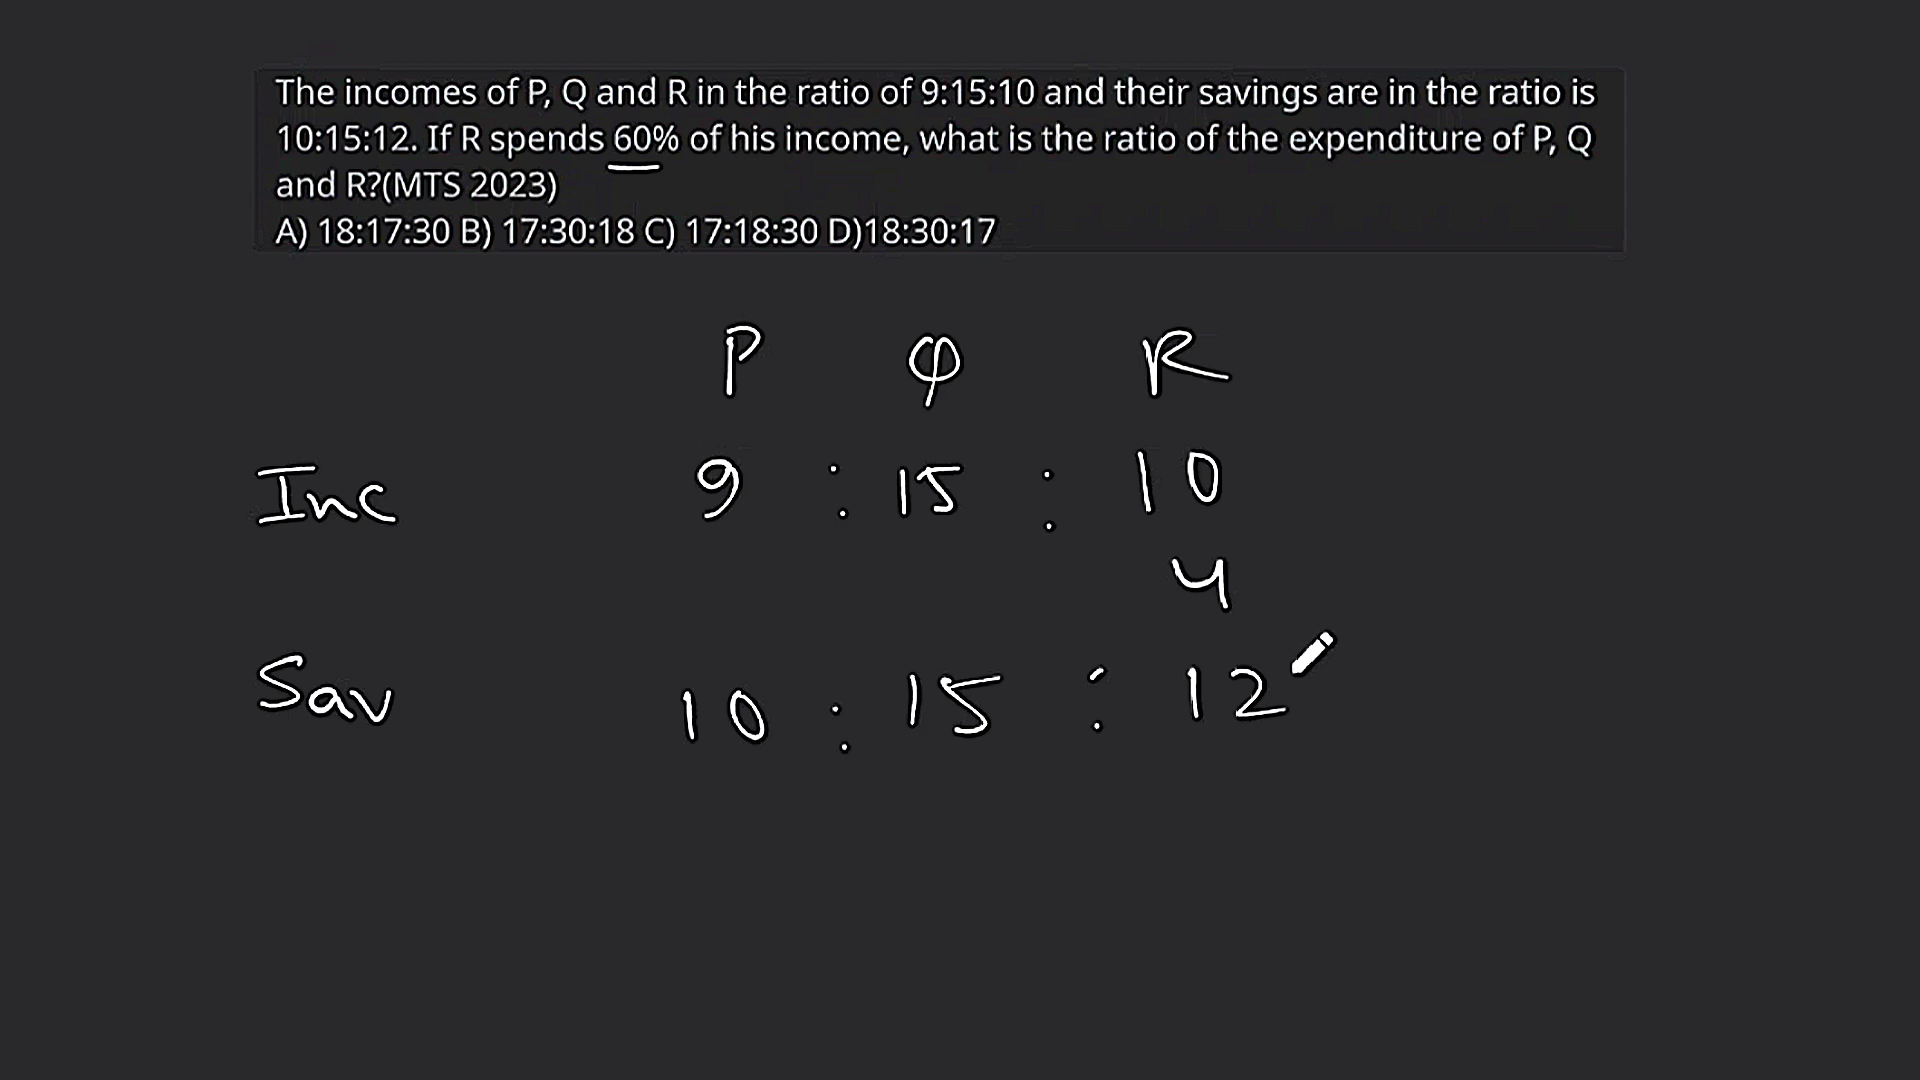 The incomes of P, Q and R in the ratio of 9:15:10 and their savings are in the ratio is
10:15:12. If R spends 60% of his income, what is the ratio of the expenditure of P, Q
and R?(MTS 2023)
A) 18:17:30 B) 17:30:18 C) 17:18:30 D)18:30:17
P Q R
Inc 9 : 15 : 10
4
Sav 10 : 15 : 12